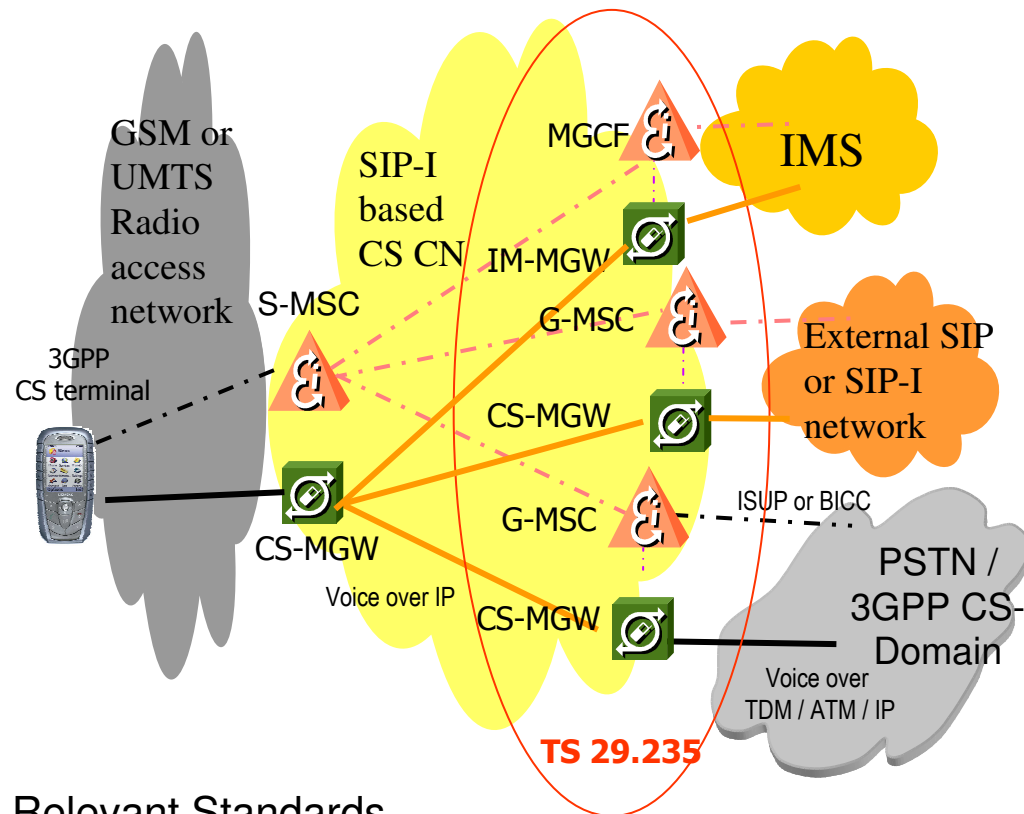 GSM or
UMTS
Radio
access
network
3GPP
CS terminal
SIP-I
based
CS CN
S-MSC
CS-MGW
Voice over IP
MGCF
IM-MGW
G-MSC
CS-MGW
G-MSC
CS-MGW
TS 29.235
IMS
External SIP
or SIP-I
network
ISUP or BICC
PSTN /
3GPP CS-
Domain
Voice over
TDM / ATM / IP
Relevant Standards